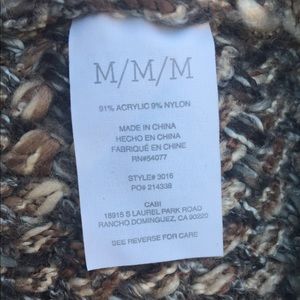 M/M/M
91% ACRYLIC 9% NYLON
MADE IN CHINA
HECHO EN CHINA
FABRIQUÉ EN CHINE
RN#54077
STYLE# 3016
PO# 214338
CABI
18915 S LAUREL PARK ROAD
RANCHO DOMINGUEZ, CA 90220
SEE REVERSE FOR CARE